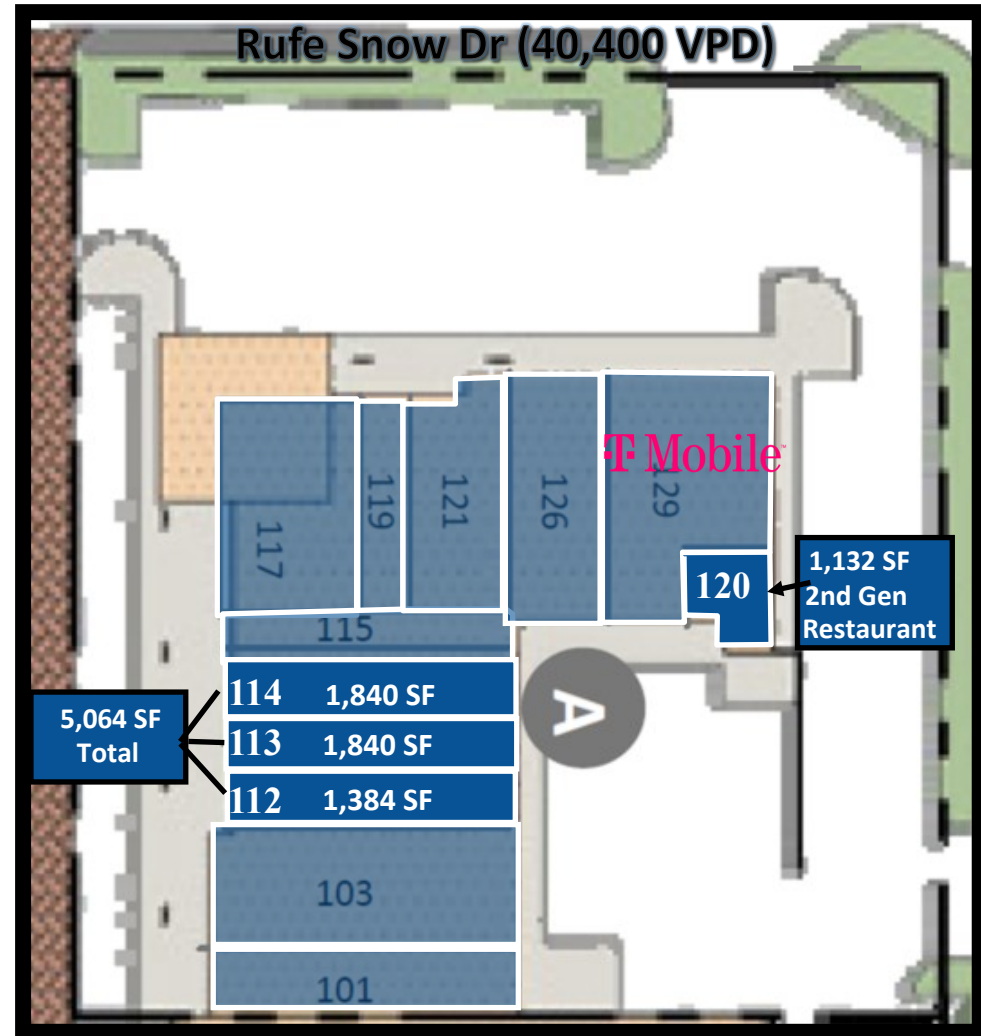 Rufe Snow Dr (40,400 VPD)
T Mobile
117
119
121
126
129
120
1,132 SF
2nd Gen
Restaurant
115
114 1,840 SF
113 1,840 SF
112 1,384 SF
5,064 SF
Total
A
103
101